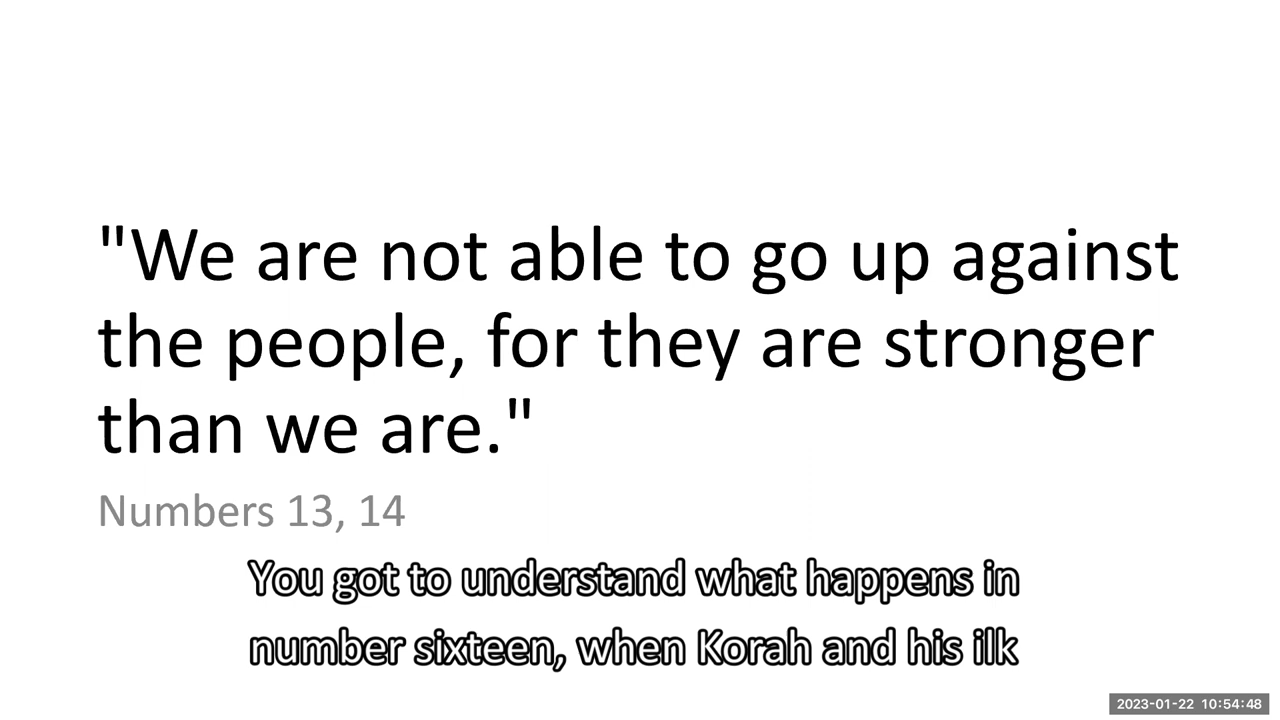 "We are not able to go up against
the people, for they are stronger
than we are."
Numbers 13, 14
You got to understand what happens in
number sixteen, when Korah and his ilk
2023-01-22 10:54:48